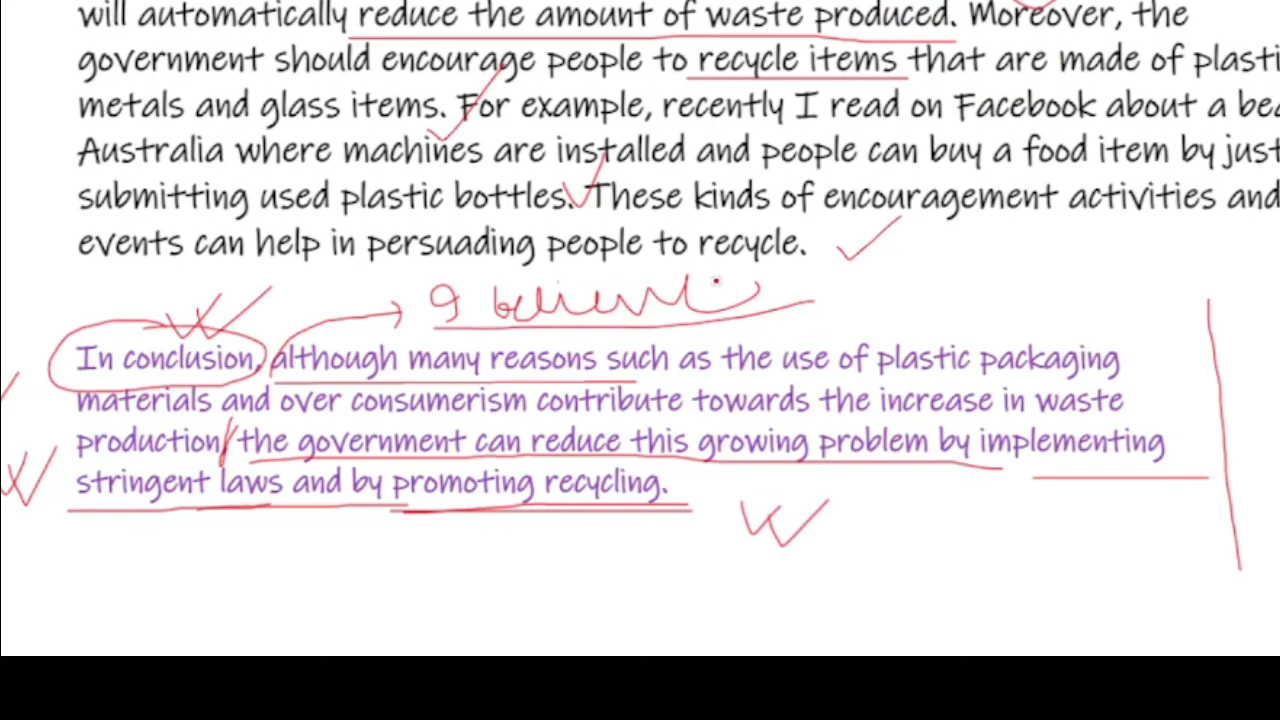 will automatically reduce the amount of waste produced. Moreover, the
government should encourage people to recycle items that are made of plasti
metals and glass items. For example, recently I read on Facebook about a bea
Australia where machines are installed and people can buy a food item by just
submitting used plastic bottles. These kinds of encouragement activities and
events can help in persuading people to recycle.
I believe
In conclusion, although many reasons such as the use of plastic packaging
materials and over consumerism contribute towards the increase in waste
production, the government can reduce this growing problem by implementing
stringent laws and by promoting recycling.